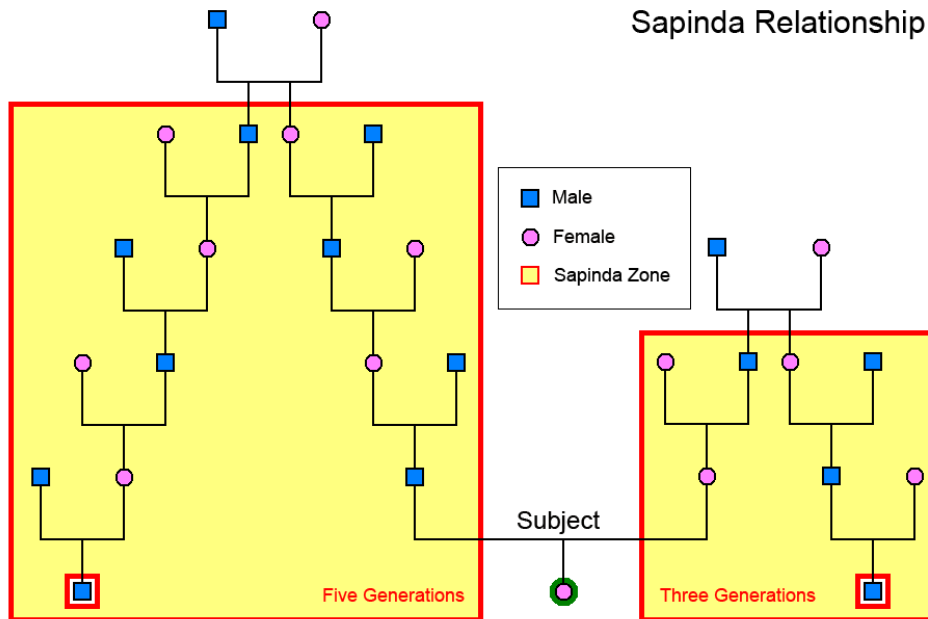 Sapinda Relationship
Male
Female
Sapinda Zone
Subject
Five Generations
Three Generations